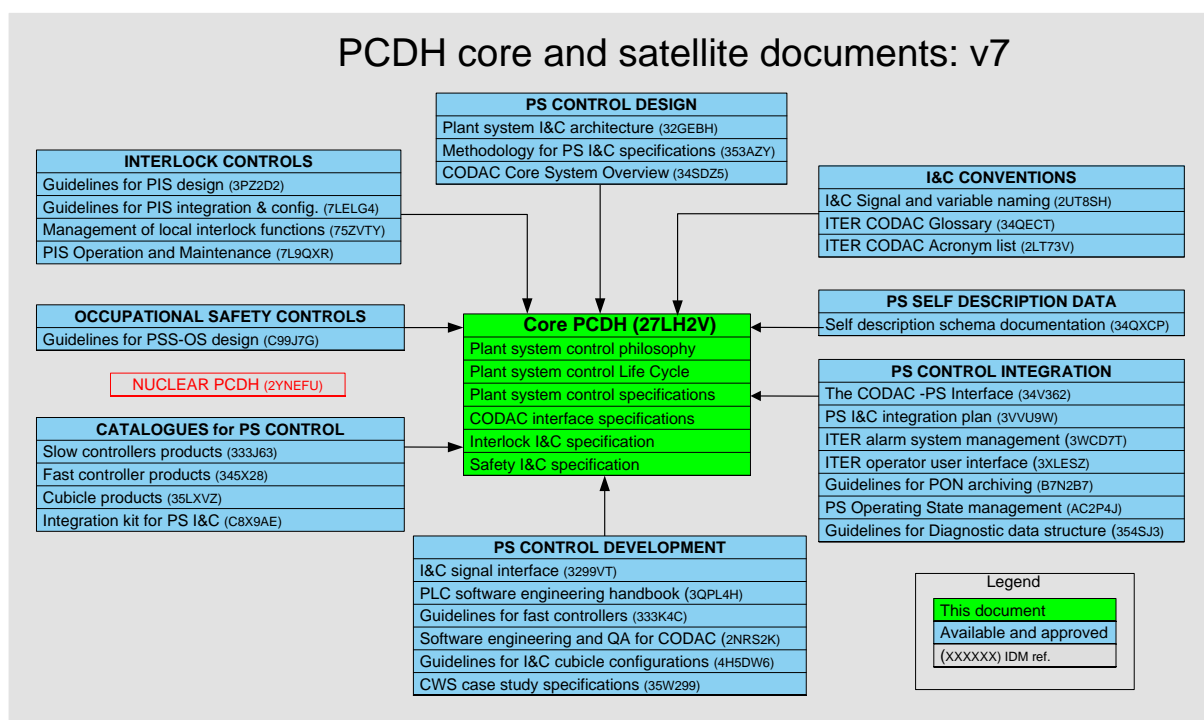 PCDH core and satellite documents: v7
PS CONTROL DESIGN
Plant system I&C architecture (32GEBH)
Methodology for PS I&C specifications (353AZY)
CODAC Core System Overview (34SDZ5)
INTERLOCK CONTROLS
Guidelines for PIS design (3PZ2D2)
Guidelines for PIS integration & config. (7LELG4)
Management of local interlock functions (75ZVTY)
PIS Operation and Maintenance (7L9QXR)
I&C CONVENTIONS
I&C Signal and variable naming (2UT8SH)
ITER CODAC Glossary (34QECT)
ITER CODAC Acronym list (2LT73V)
OCCUPATIONAL SAFETY CONTROLS
Guidelines for PSS-OS design (C99J7G)
NUCLEAR PCDH (2YNEFU)
Core PCDH (27LH2V)
Plant system control philosophy
Plant system control Life Cycle
Plant system control specifications
CODAC interface specifications
Interlock I&C specification
Safety I&C specification
PS SELF DESCRIPTION DATA
Self description schema documentation (34QXCP)
PS CONTROL INTEGRATION
The CODAC -PS Interface (34V362)
PS I&C integration plan (3VVU9W)
ITER alarm system management (3WCD7T)
ITER operator user interface (3XLESZ)
Guidelines for PON archiving (B7N2B7)
PS Operating State management (AC2P4J)
Guidelines for Diagnostic data structure (354SJ3)
CATALOGUES for PS CONTROL
Slow controllers products (333J63)
Fast controller products (345X28)
Cubicle products (35LXVZ)
Integration kit for PS I&C (C8X9AE)
PS CONTROL DEVELOPMENT
I&C signal interface (3299VT)
PLC software engineering handbook (3QPL4H)
Guidelines for fast controllers (333K4C)
Software engineering and QA for CODAC (2NRS2K)
Guidelines for I&C cubicle configurations (4H5DW6)
CWS case study specifications (35W299)
Legend
This document
Available and approved
(XXXXXX) IDM ref.